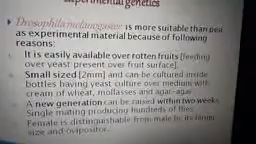 experimental genetics
Drosophila melanogaster is more suitable than pea
as experimental material because of following
reasons:
It is easily available over rotten fruits [feeding
over yeast present over fruit surface].
Small sized [2mm] and can be cultured inside
bottles having yeast culture over medium with
cream of wheat, mollasses and agar-agar
A new generation can be raised within two weeks.
Single mating producing hundreds of flies
Female is distinguishable from male by its larger
size and ovipositor.